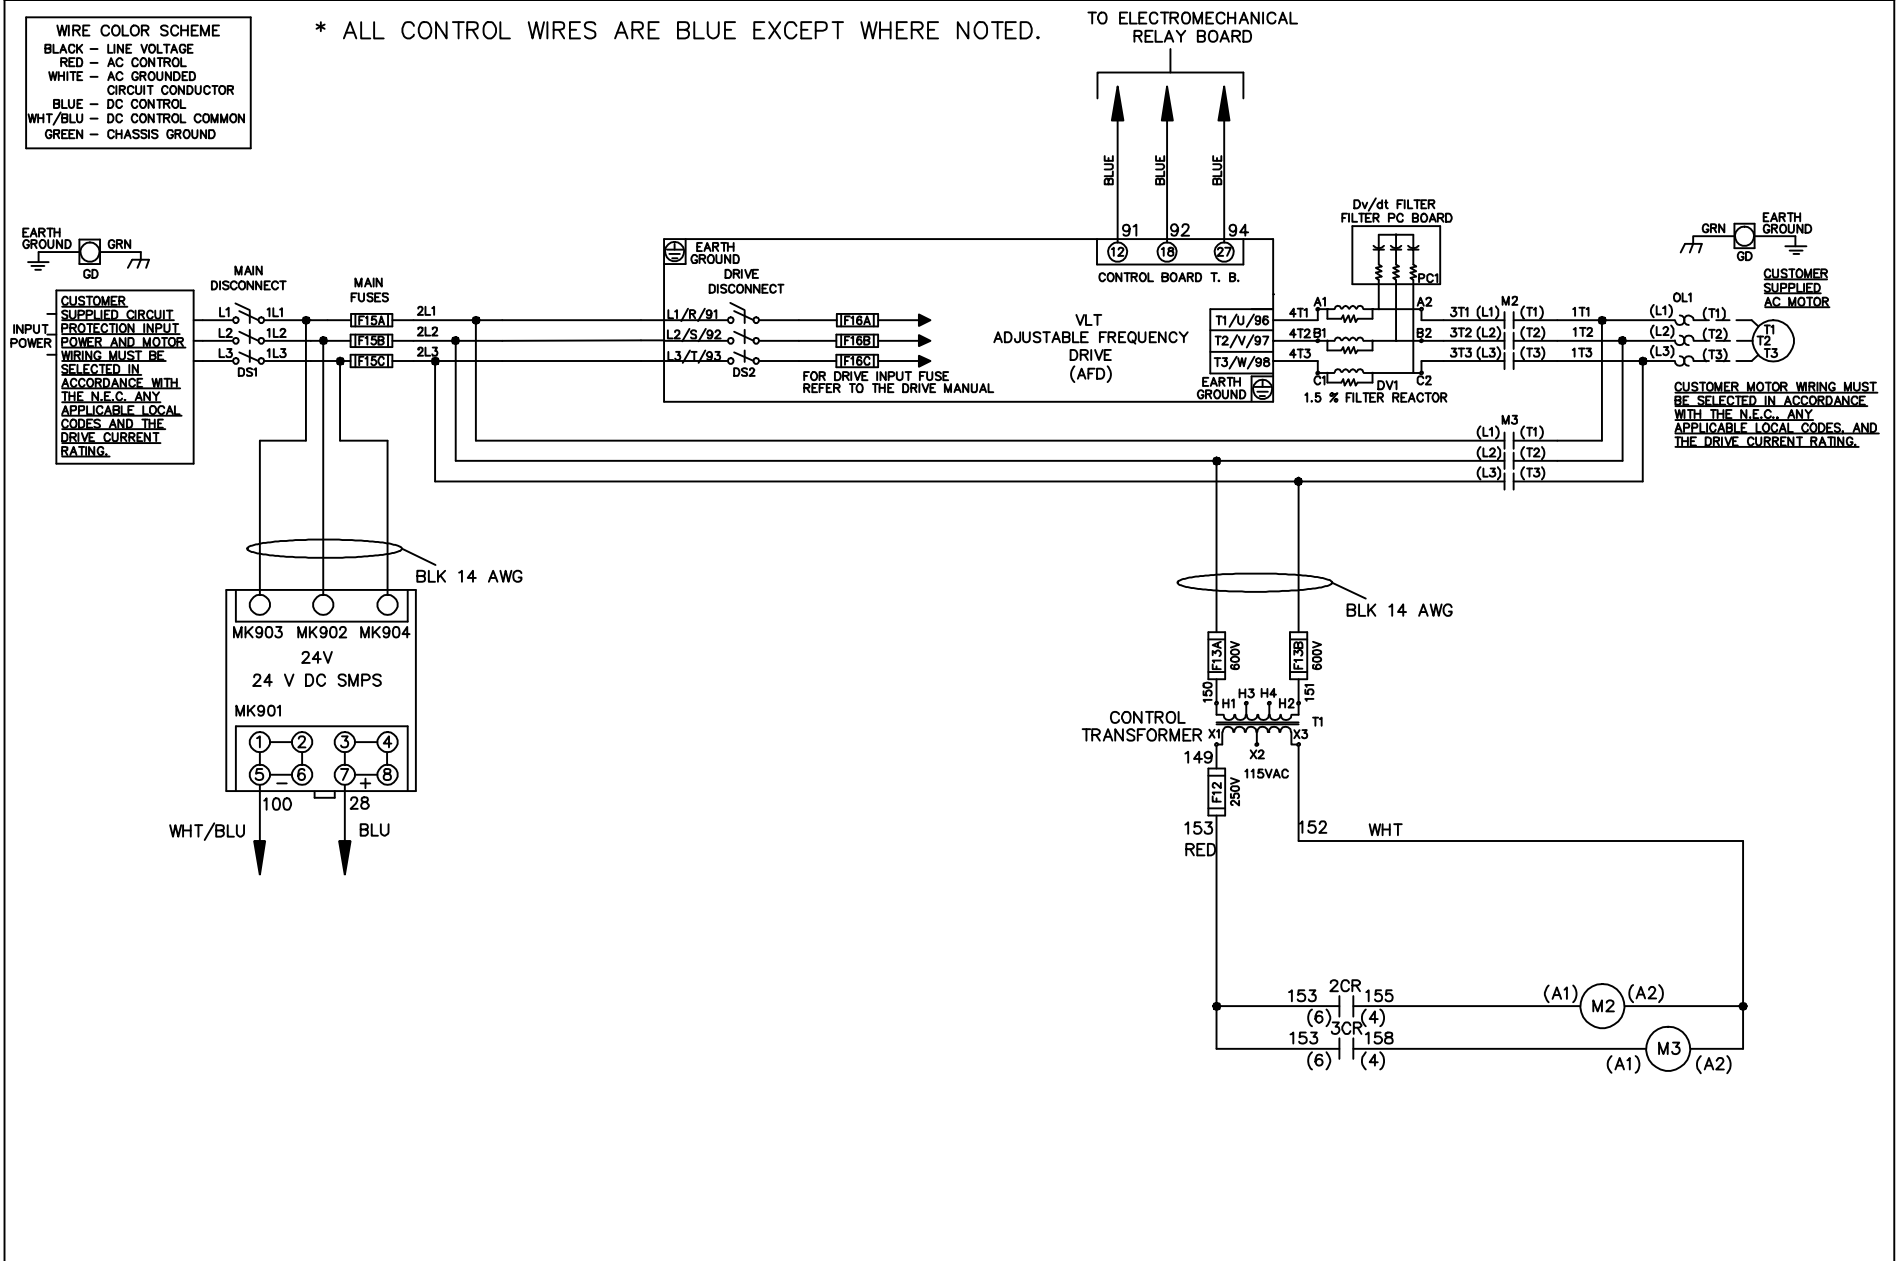 WIRE COLOR SCHEME
BLACK – LINE VOLTAGE
RED – AC CONTROL
WHITE – AC GROUNDED
CIRCUIT CONDUCTOR
BLUE – DC CONTROL
WHT/BLU – DC CONTROL COMMON
GREEN – CHASSIS GROUND
* ALL CONTROL WIRES ARE BLUE EXCEPT WHERE NOTED.
TO ELECTROMECHANICAL
RELAY BOARD
BLUE BLUE BLUE
91 92 94
12 18 27
CONTROL BOARD T. B.
EARTH
GROUND
GRN
GD
INPUT
POWER
CUSTOMER
SUPPLIED CIRCUIT
PROTECTION INPUT
POWER AND MOTOR
WIRING MUST BE
SELECTED IN
ACCORDANCE WITH
THE N.E.C. ANY
APPLICABLE LOCAL
CODES AND THE
DRIVE CURRENT
RATING.
MAIN
DISCONNECT
L1 1L1
L2 1L2
L3 1L3
DS1
MAIN
FUSES
F15A
F15B
F15C
2L1
2L2
2L3
EARTH
GROUND
DRIVE
DISCONNECT
L1/R/91
L2/S/92
L3/T/93
DS2
F16A
F16B
F16C
FOR DRIVE INPUT FUSE
REFER TO THE DRIVE MANUAL
VLT
ADJUSTABLE FREQUENCY
DRIVE
(AFD)
T1/U/96
T2/V/97
T3/W/98
EARTH
GROUND
4T1
4T2
4T3
Dv/dt FILTER
FILTER PC BOARD
PC1
A1 A2
B1 B2
C1 C2
DV1
1.5 % FILTER REACTOR
M2
3T1 (L1) (T1) 1T1
3T2 (L2) (T2) 1T2
3T3 (L3) (T3) 1T3
OL1
(L1) (T1)
(L2) (T2)
(L3) (T3)
T1
T2
T3
GRN
GD
EARTH
GROUND
CUSTOMER
SUPPLIED
AC MOTOR
CUSTOMER MOTOR WIRING MUST
BE SELECTED IN ACCORDANCE
WITH THE N.E.C., ANY
APPLICABLE LOCAL CODES, AND
THE DRIVE CURRENT RATING.
M3
(L1) (T1)
(L2) (T2)
(L3) (T3)
BLK 14 AWG
MK903 MK902 MK904
24V
24 V DC SMPS
MK901
1 2 3 4
5 – 6 7 + 8
100 28
WHT/BLU BLU
BLK 14 AWG
F13A 600V
F13B 600V
150 151
H1 H3 H4 H2
T1
CONTROL
TRANSFORMER
X1 X2 X3
149
115VAC
F12 250V
153
RED
152 WHT
2CR
153 155
(6) (4)
(A1) M2 (A2)
3CR
153 158
(6) (4)
(A1) M3 (A2)